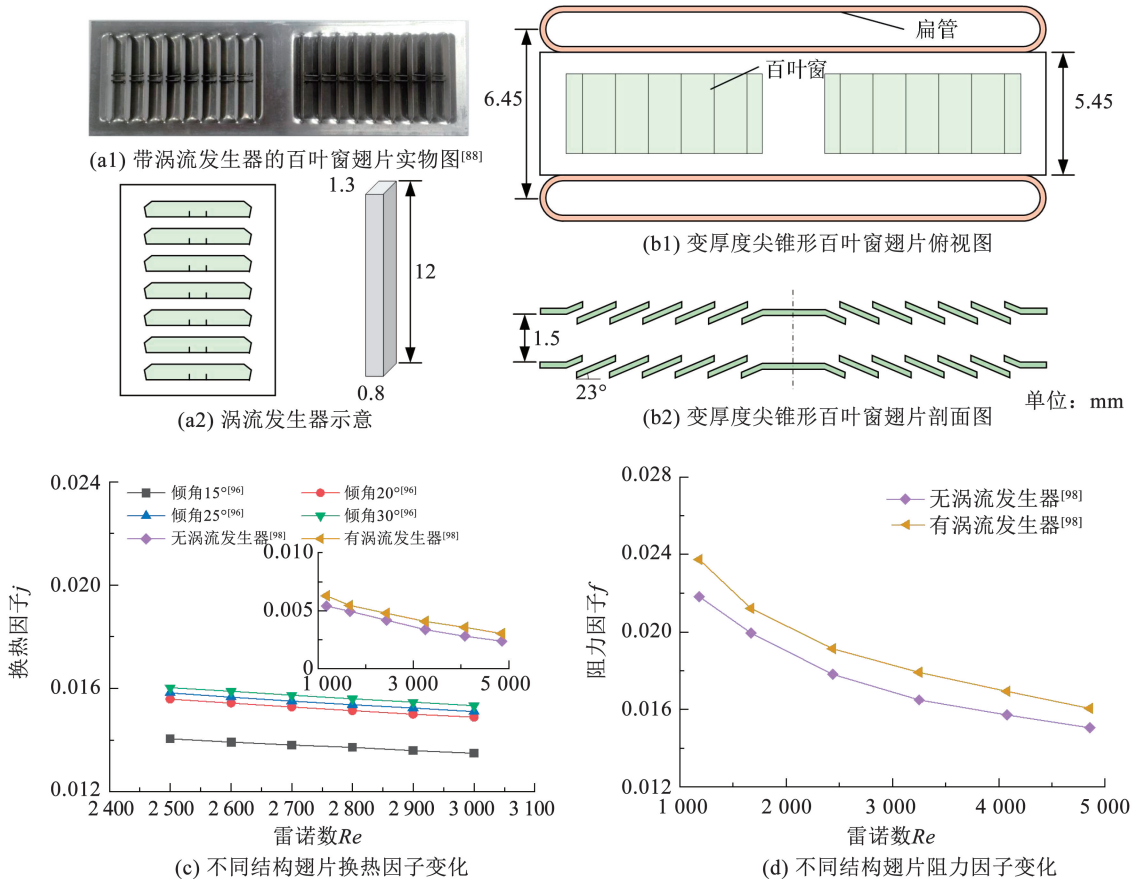 (a1) 带涡流发生器的百叶窗翅片实物图[88]
1.3
12
0.8
(a2) 涡流发生器示意
扁管
百叶窗
6.45
5.45
(b1) 变厚度尖锥形百叶窗翅片俯视图
1.5
23°
单位：mm
(b2) 变厚度尖锥形百叶窗翅片剖面图
换热因子j
0.024
0.020
0.016
0.012
倾角15°[96]
倾角20°[96]
倾角25°[96]
倾角30°[96]
无涡流发生器[98]
有涡流发生器[98]
0.010
0.005
0
1 000 3 000 5 000
2 400 2 500 2 600 2 700 2 800 2 900 3 000 3 100
雷诺数Re
(c) 不同结构翅片换热因子变化
阻力因子f
0.028
0.024
0.020
0.016
0.012
无涡流发生器[98]
有涡流发生器[98]
1 000 2 000 3 000 4 000 5 000
雷诺数Re
(d) 不同结构翅片阻力因子变化